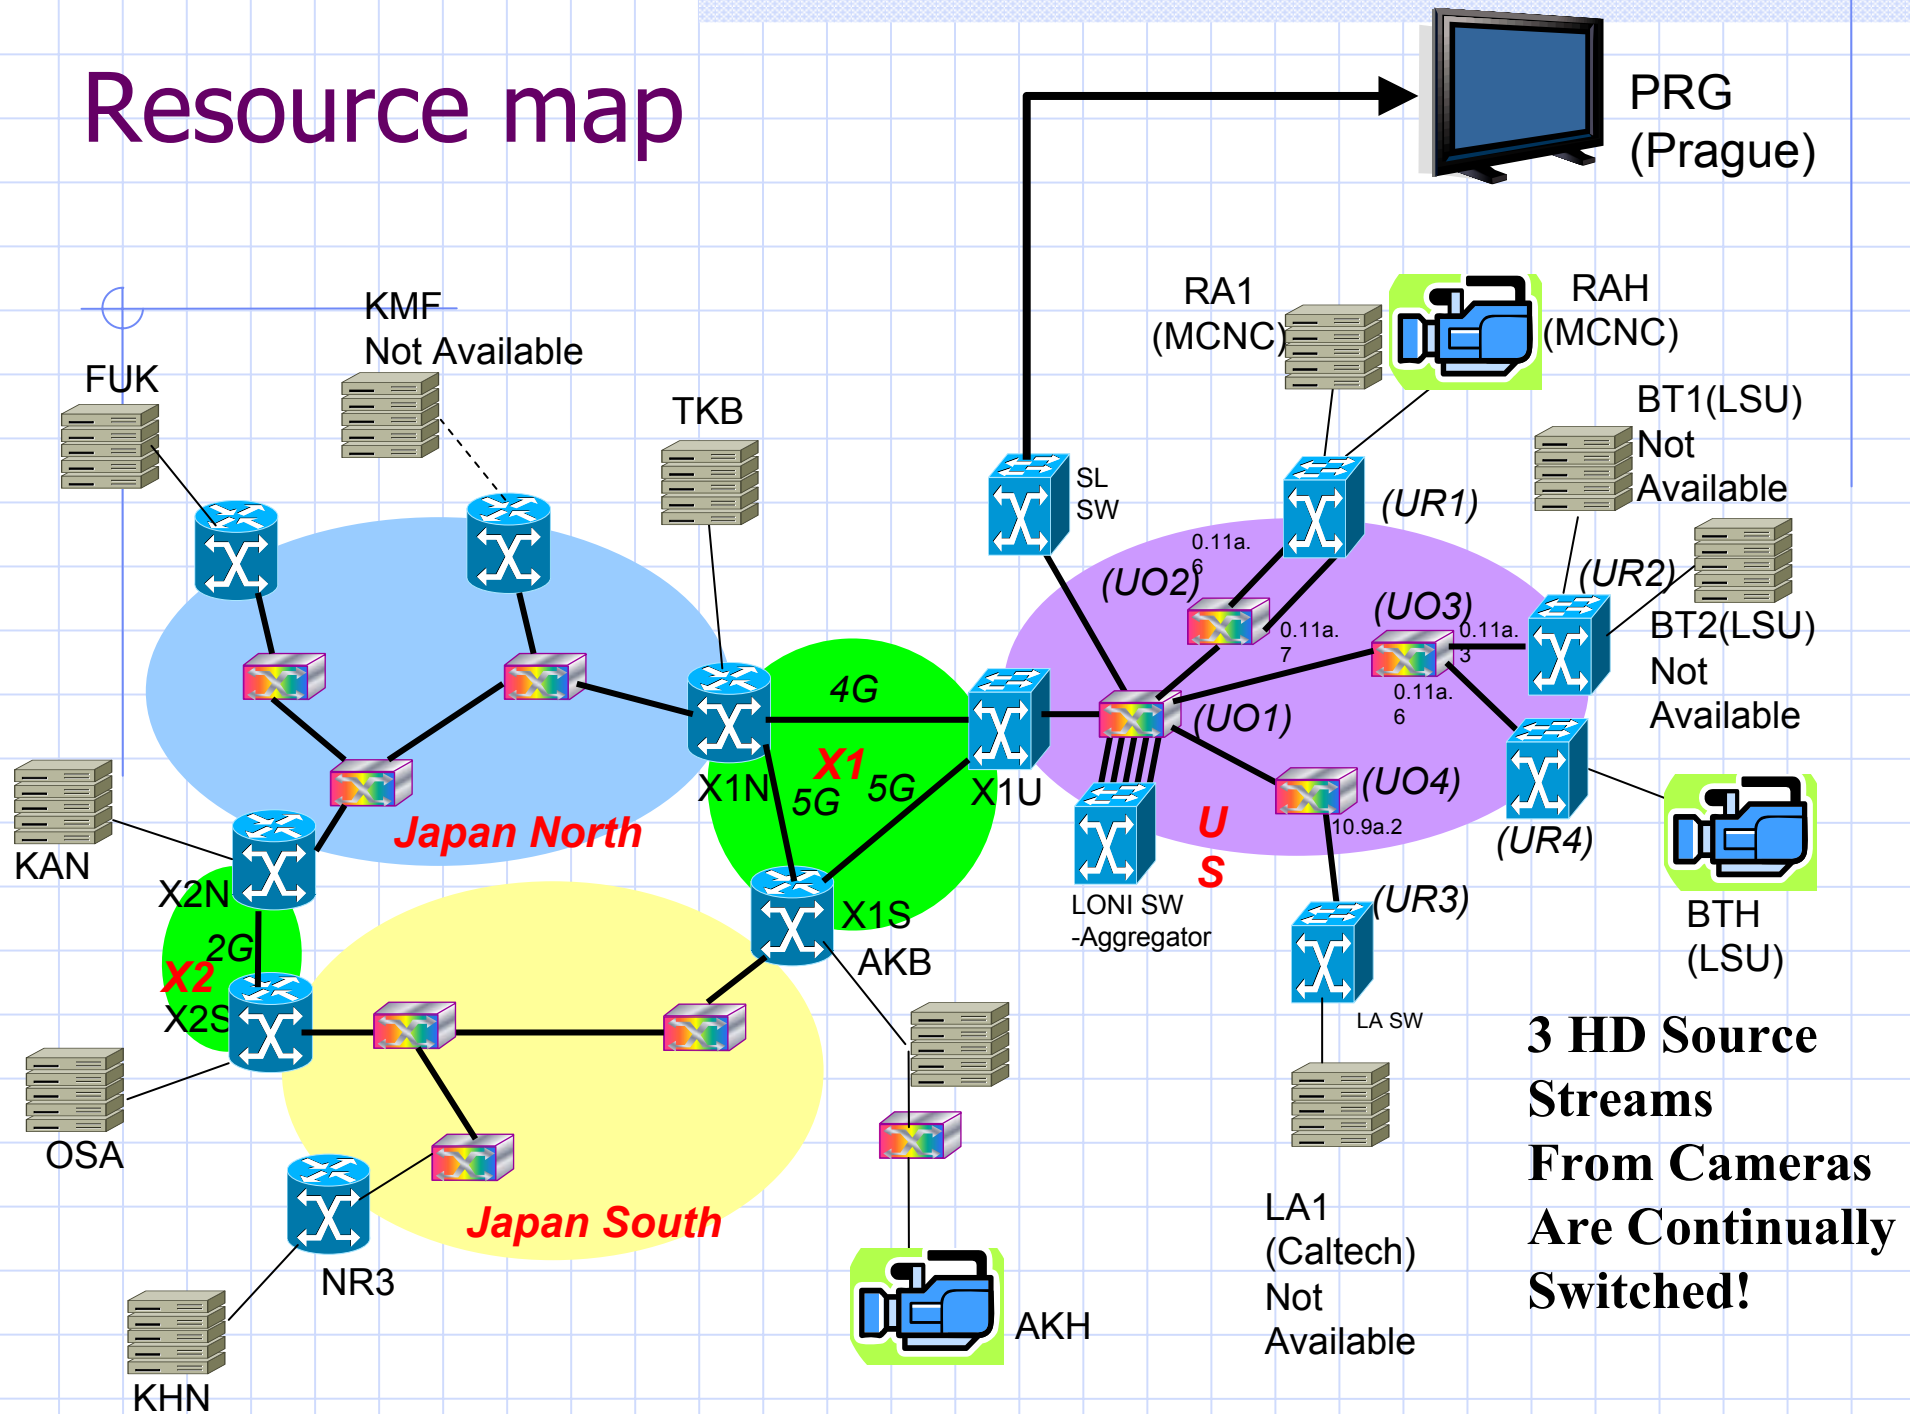 Resource map
PRG
(Prague)
KMF
Not Available
FUK
TKB
RA1
(MCNC)
RAH
(MCNC)
BT1(LSU)
Not
Available
SL
SW
(UR1)
0.11a.
6
(UO2)
(UR2)
(UO3)
0.11a.
7
0.11a.
3
BT2(LSU)
Not
Available
0.11a.
6
4G
(UO1)
X1
5G
5G
X1N
X1U
(UO4)
10.9a.2
U
S
(UR4)
Japan North
KAN
X2N
X1S
AKB
LONI SW
-Aggregator
(UR3)
BTH
(LSU)
2G
X2
X2S
LA SW
3 HD Source
Streams
From Cameras
Are Continually
Switched!
OSA
Japan South
NR3
AKH
LA1
(Caltech)
Not
Available
KHN